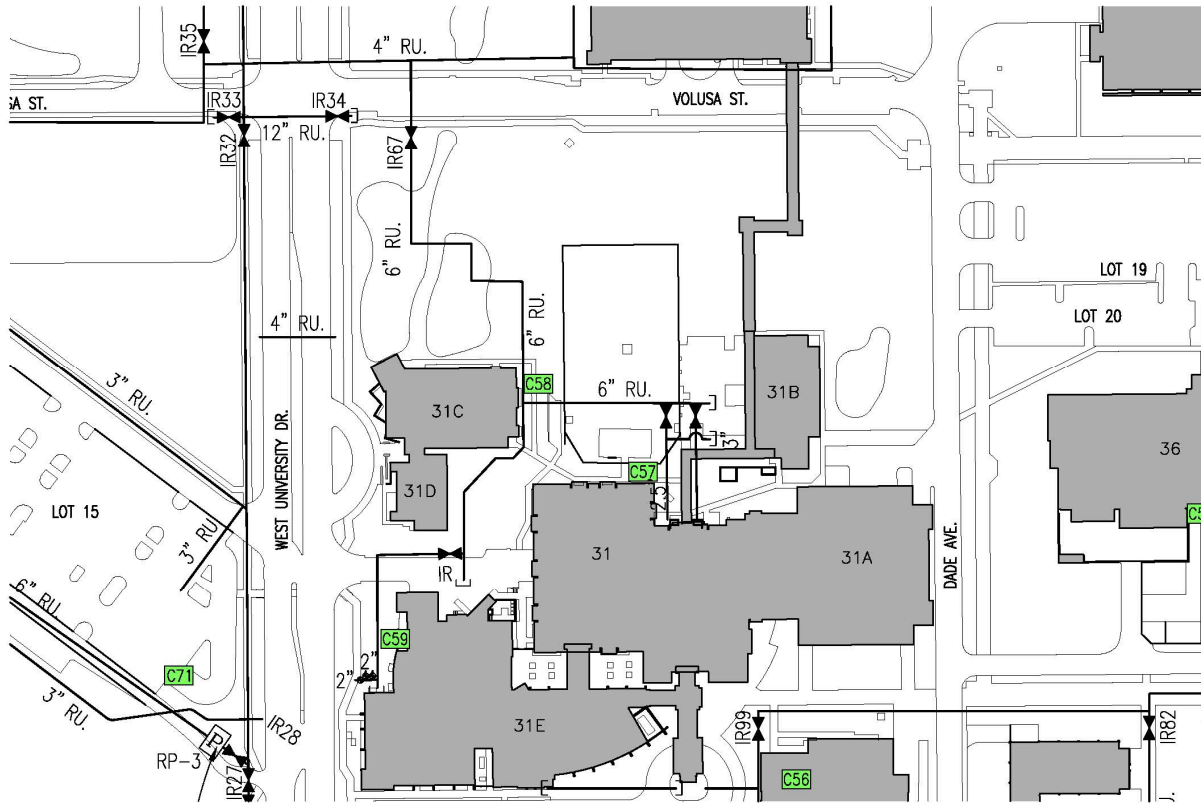 IR35
4" RU.
SA ST.
IR33
IR34
VOLUSA ST.
12" RU.
IR32
IR67
6" RU.
LOT 19
LOT 20
6" RU.
4" RU.
3" RU.
C58
6" RU.
31B
31C
3"
36
C57
2.5
31D
LOT 15
WEST UNIVERSITY DR.
3" RU
31
31A
DADE AVE.
IR
6" RU.
C59
2"
2"
C71
3" RU.
IR28
31E
IR99
IR82
P
RP-3
IR27
C56